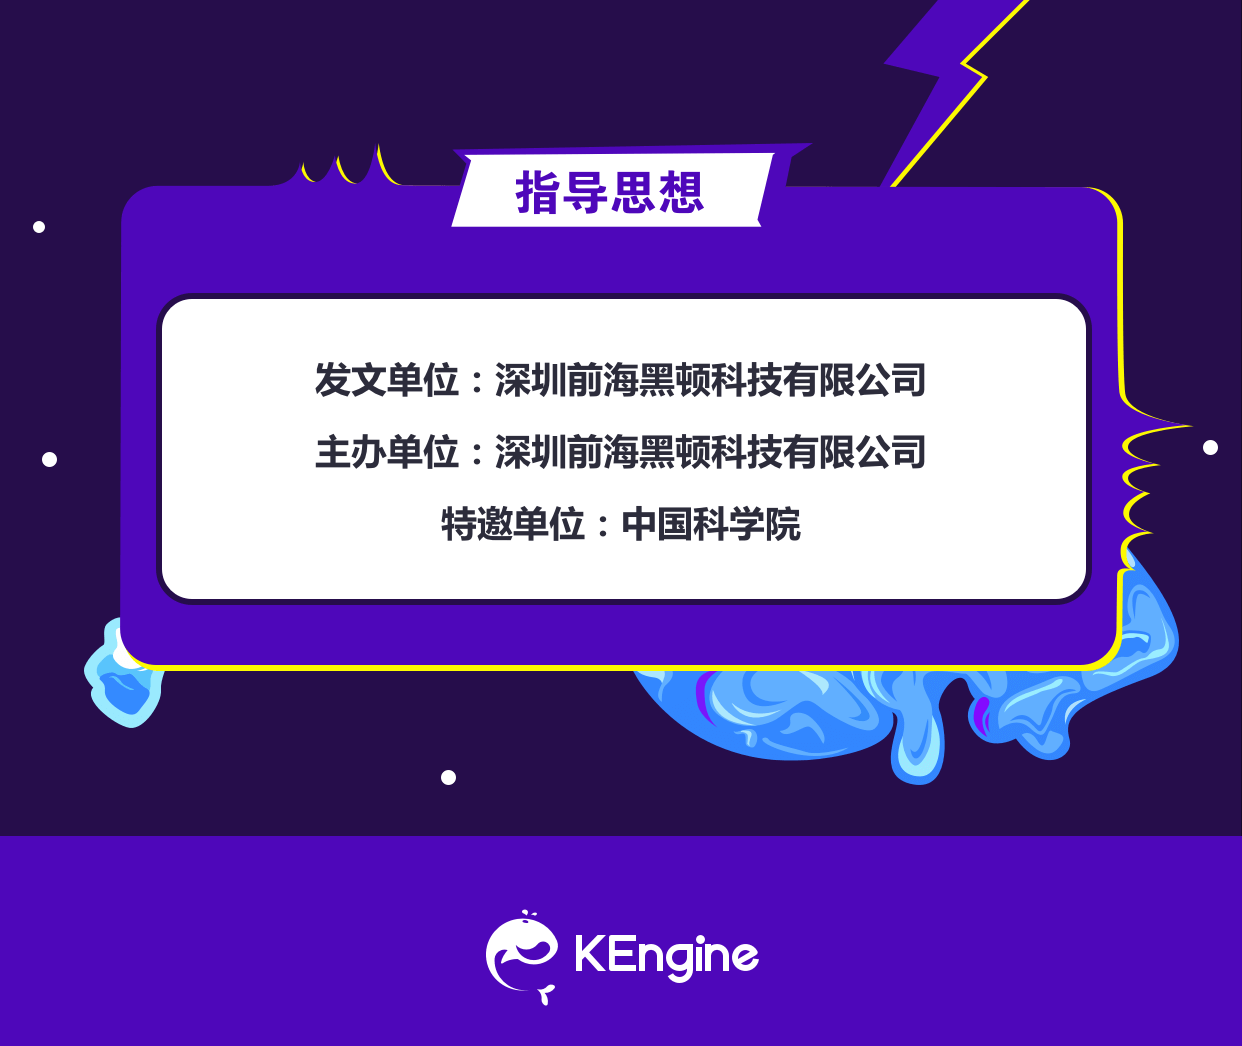 指导思想
发文单位：深圳前海黑顿科技有限公司
主办单位：深圳前海黑顿科技有限公司
特邀单位：中国科学院
KEngine